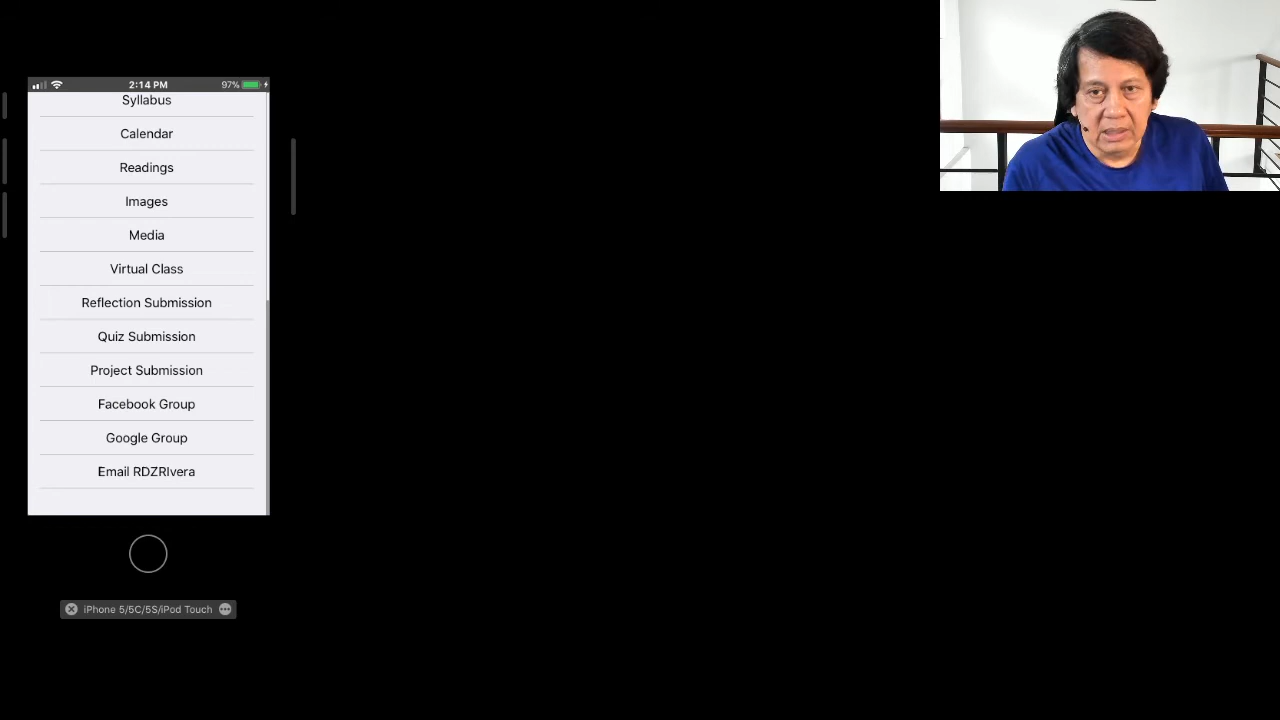 2:14 PM
97%
Syllabus
Calendar
Readings
Images
Media
Virtual Class
Reflection Submission
Quiz Submission
Project Submission
Facebook Group
Google Group
Email RDZRIvera
iPhone 5/5C/5S/iPod Touch